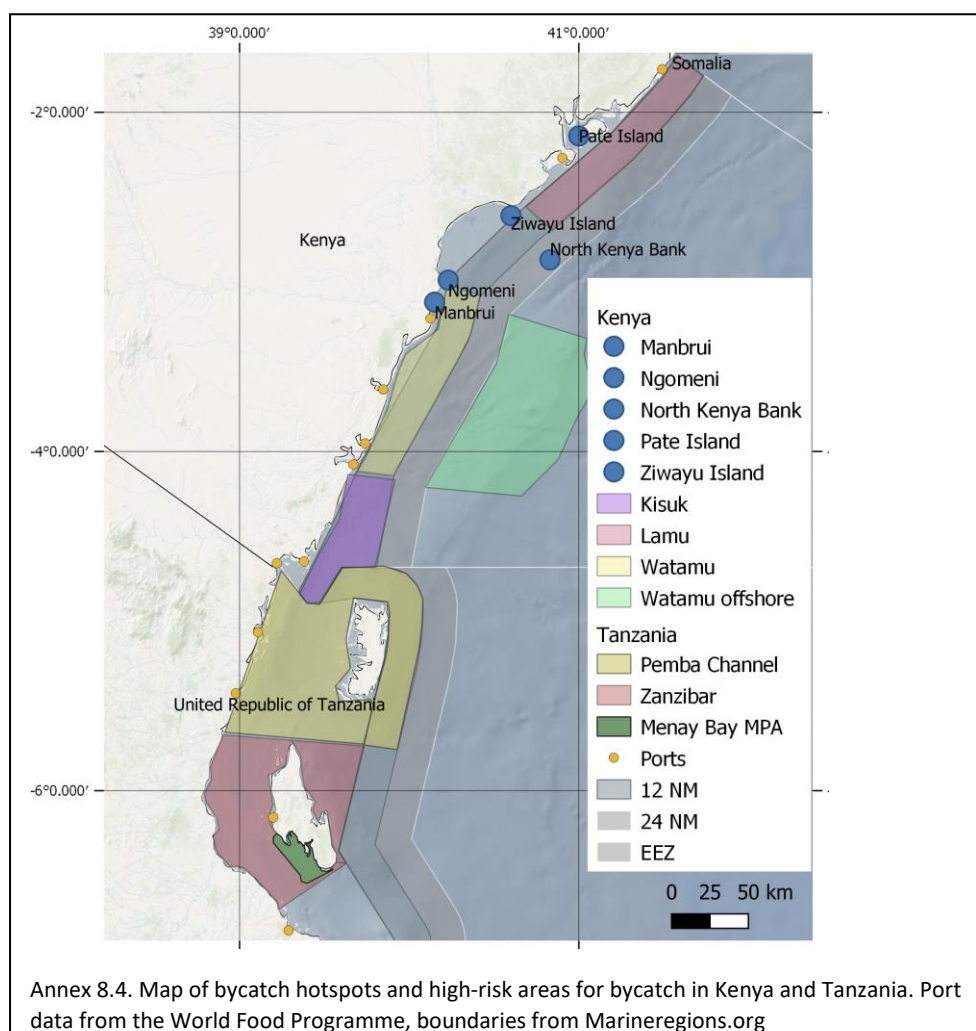 39°0.000′ 41°0.000′
Somalia
-2°0.000′
Pate Island
Ziwayu Island
Kenya
North Kenya Bank
Ngomeni
Manbrui
Kenya
Manbrui
Ngomeni
North Kenya Bank
-4°0.000′
Pate Island
Ziwayu Island
Kisuk
Lamu
Watamu
Watamu offshore
Tanzania
Pemba Channel
United Republic of Tanzania
Zanzibar
Menay Bay MPA
Ports
-6°0.000′
12 NM
24 NM
EEZ
0 25 50 km
Annex 8.4. Map of bycatch hotspots and high-risk areas for bycatch in Kenya and Tanzania. Port
data from the World Food Programme, boundaries from Marineregions.org